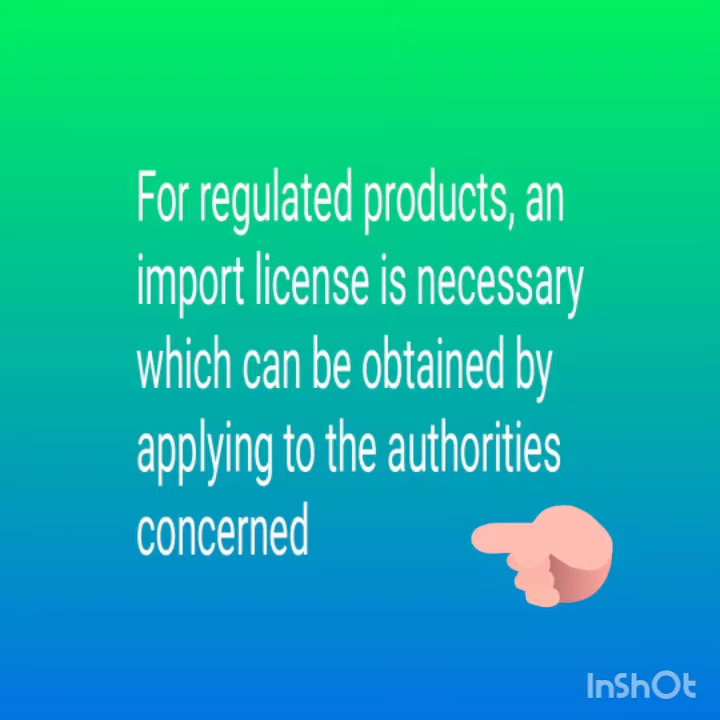 For regulated products, an
import license is necessary
which can be obtained by
applying to the authorities
concerned
InShOt